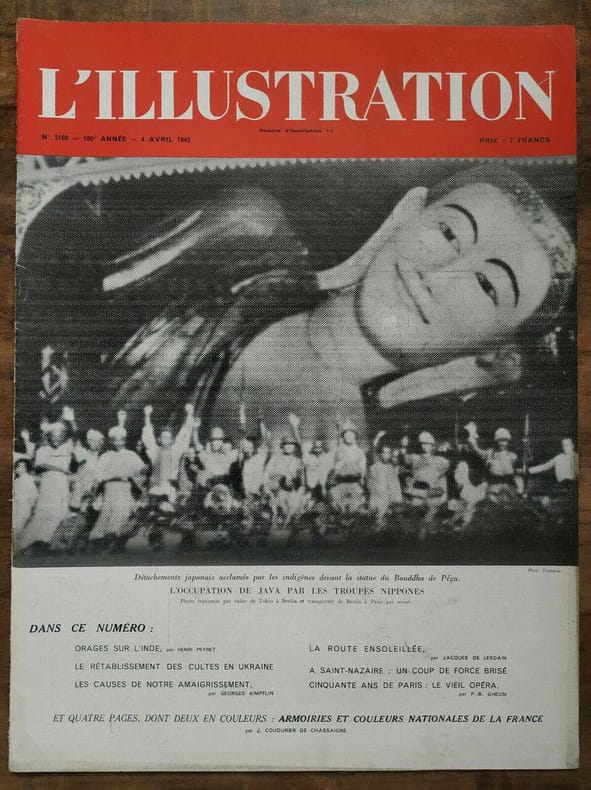 L'ILLUSTRATION
N° 5169 — 100e ANNÉE — 4 AVRIL 1942
Numéro d'Inscription 14
PRIX : 7 FRANCS
Phot. Transpress
Détachements japonais acclamés par les indigènes devant la statue du Bouddha de Pégu.
L'OCCUPATION DE JAVA PAR LES TROUPES NIPPONES
Photo transmise par radio de Tokio à Berlin et transportée de Berlin à Paris par avion.
DANS CE NUMÉRO :
ORAGES SUR L'INDE, par HENRI PEYRET
LE RÉTABLISSEMENT DES CULTES EN UKRAINE
LES CAUSES DE NOTRE AMAIGRISSEMENT,
par GEORGES KIMPFLIN
LA ROUTE ENSOLEILLÉE,
par JACQUES DE LESDAIN
A SAINT-NAZAIRE : UN COUP DE FORCE BRISÉ
CINQUANTE ANS DE PARIS : LE VIEIL OPÉRA,
par P.-B. GHEUSI
ET QUATRE PAGES, DONT DEUX EN COULEURS : ARMOIRIES ET COULEURS NATIONALES DE LA FRANCE
par J. COUDURIER DE CHASSAIGNE